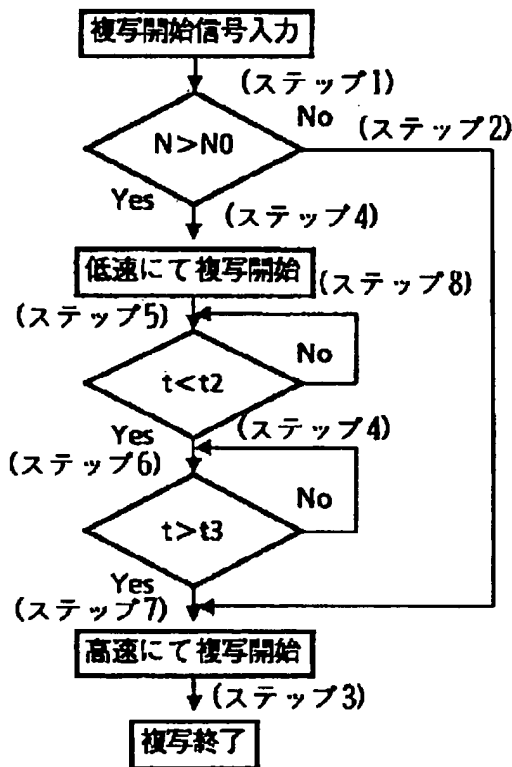 複写開始信号入力
(ステップ1)
N>N0
No
(ステップ2)
Yes
(ステップ4)
低速にて複写開始
(ステップ8)
(ステップ5)
No
t<t2
Yes
(ステップ4)
(ステップ6)
No
t>t3
Yes
(ステップ7)
高速にて複写開始
(ステップ3)
複写終了